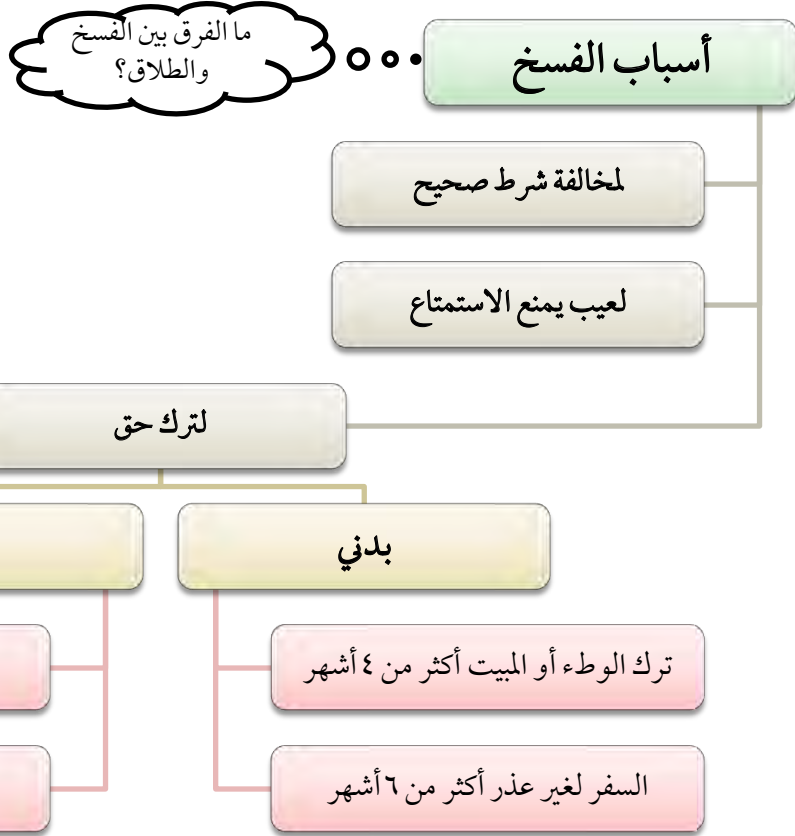 أسباب الفسخ
ما الفرق بين الفسخ
والطلاق؟
لمخالفة شرط صحيح
لعيب يمنع الاستمتاع
لترك حق
بدني
ترك الوطء أو المبيت أكثر من ٤ أشهر
السفر لغير عذر أكثر من ٦ أشهر